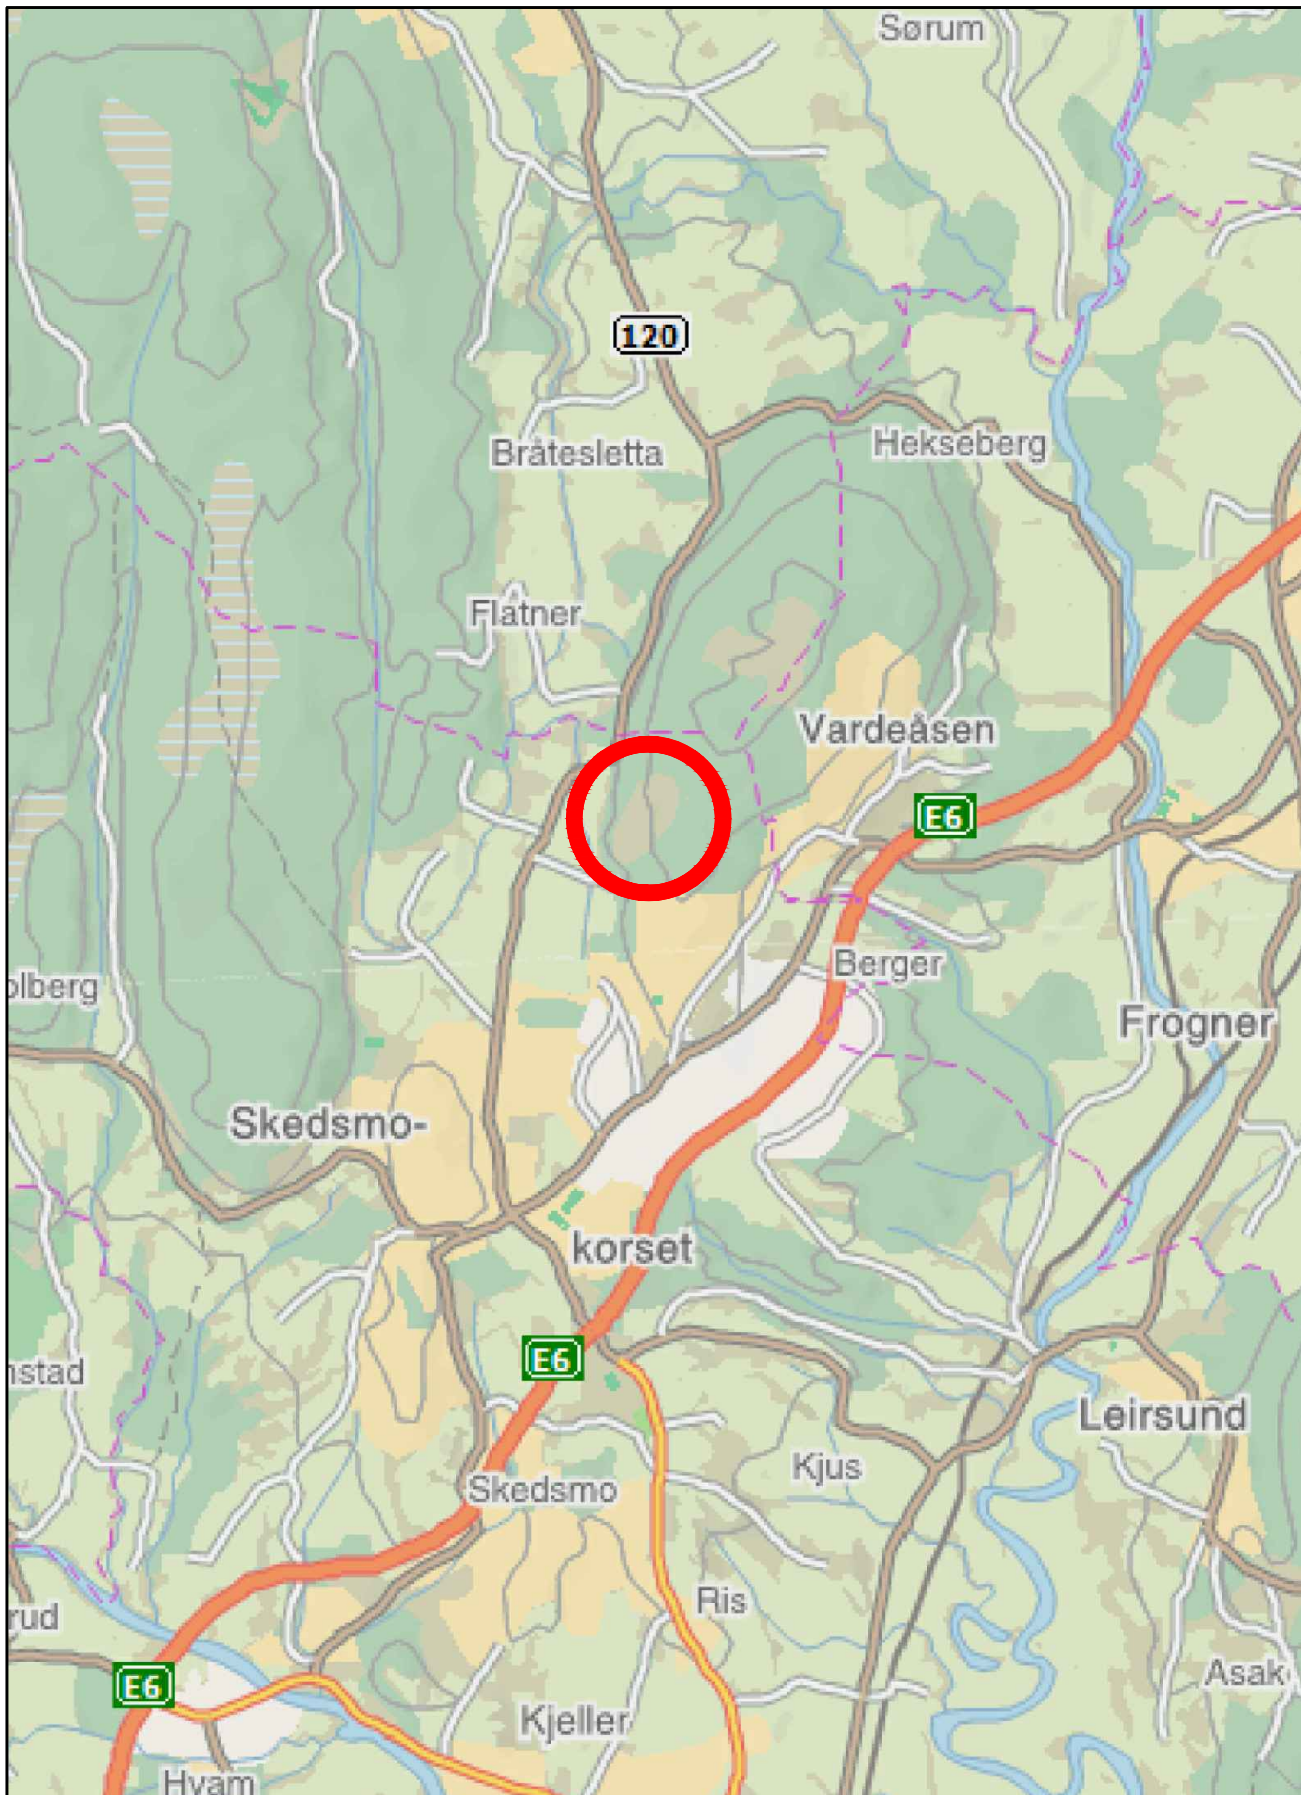 Sørum
120
Bråtesletta
Hekseberg
Flatner
Vardeåsen
E6
Berger
olberg
Frogner
Skedsmo-
korset
E6
nstad
Leirsund
Kjus
Skedsmo
Ris
rud
Asak
E6
Kjeller
Hvam